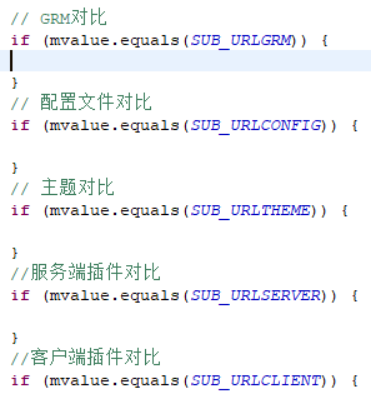 // GRM对比
if (mvalue.equals(SUB_URLGRM)) {
}
// 配置文件对比
if (mvalue.equals(SUB_URLCONFIG)) {
}
// 主题对比
if (mvalue.equals(SUB_URLTHEME)) {
}
//服务端插件对比
if (mvalue.equals(SUB_URLSERVER)) {
}
//客户端插件对比
if (mvalue.equals(SUB_URLCLIENT)) {